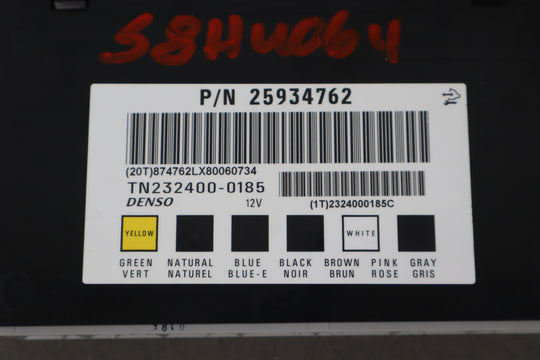 S8HU064
P/N 25934762
(20T)874762LX80060734
TN232400-0185
DENSO 12V
(1T)2324000185C
YELLOW WHITE
GREEN NATURAL BLUE BLACK BROWN PINK GRAY
VERT NATUREL BLUE-E NOIR BRUN ROSE GRIS